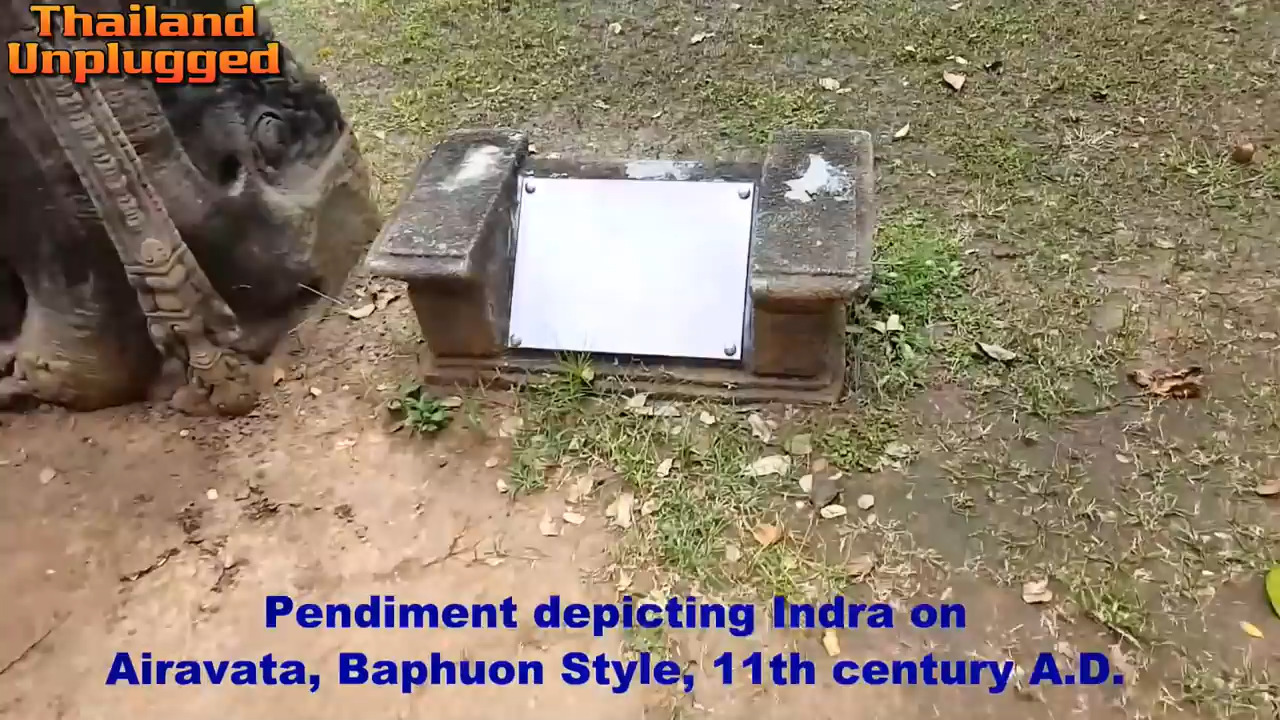 Thailand
Unplugged
Pendiment depicting Indra on
Airavata, Baphuon Style, 11th century A.D.